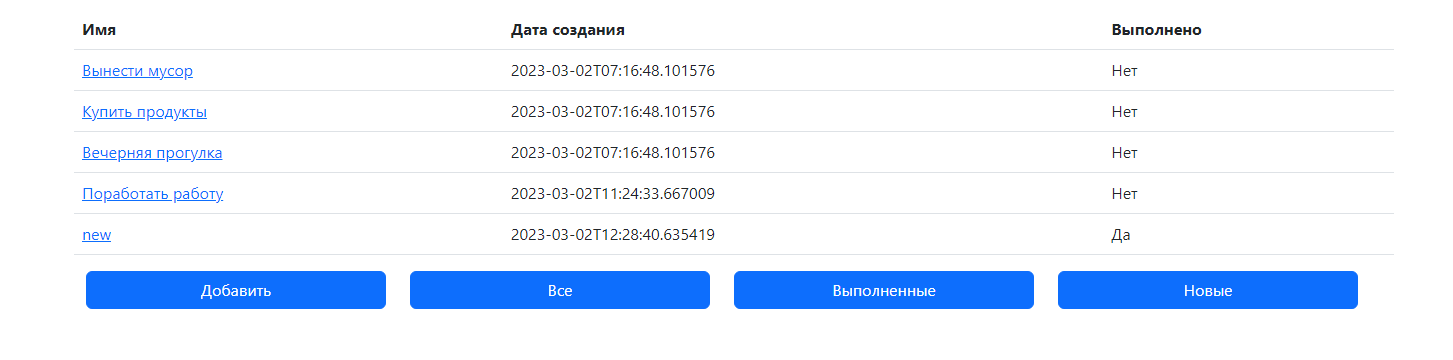 Имя Дата создания Выполнено
Вынести мусор 2023-03-02T07:16:48.101576 Нет
Купить продукты 2023-03-02T07:16:48.101576 Нет
Вечерняя прогулка 2023-03-02T07:16:48.101576 Нет
Поработать работу 2023-03-02T11:24:33.667009 Нет
new 2023-03-02T12:28:40.635419 Да
Добавить Все Выполненные Новые